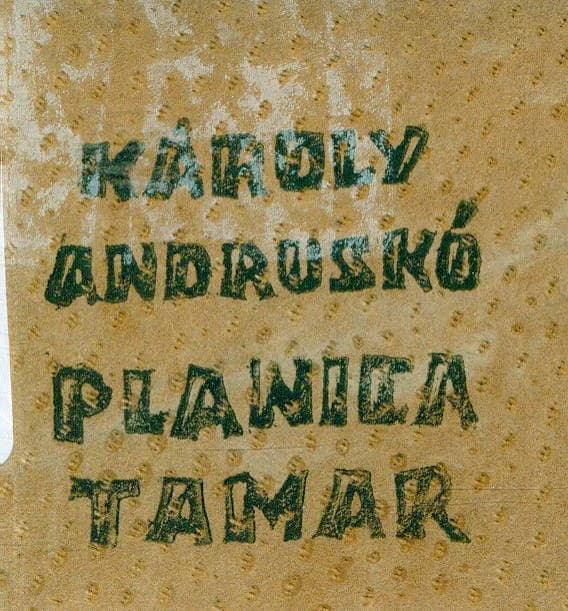 KÁROLY
ANDRUSKÓ
PLANICA
TAMAR